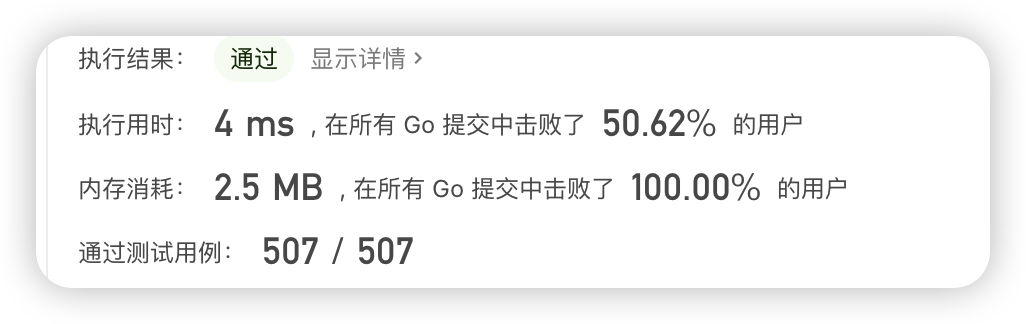 执行结果： 通过 显示详情 >
执行用时： 4 ms , 在所有 Go 提交中击败了 50.62% 的用户
内存消耗： 2.5 MB , 在所有 Go 提交中击败了 100.00% 的用户
通过测试用例： 507 / 507